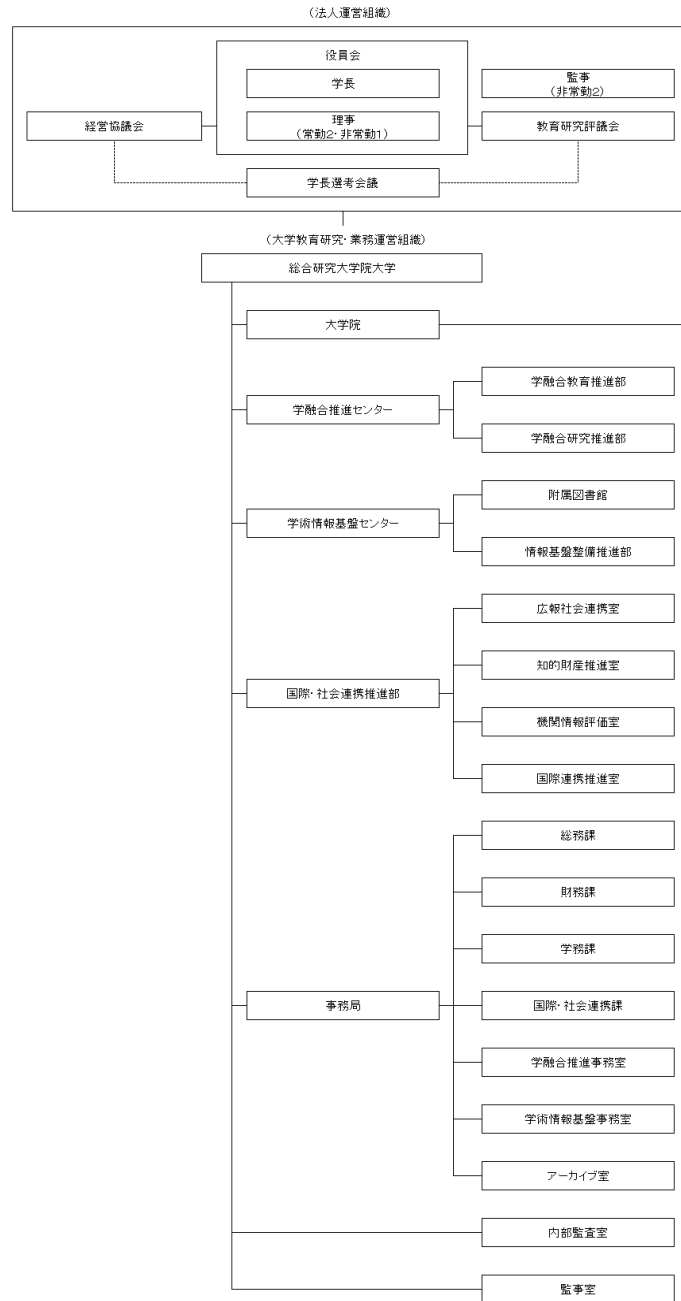 (法人運営組織)
役員会
学長
監事
(非常勤2)
経営協議会
理事
(常勤2・非常勤1)
教育研究評議会
学長選考会議
(大学教育研究・業務運営組織)
総合研究大学院大学
大学院
学融合推進センター
学融合教育推進部
学融合研究推進部
学術情報基盤センター
附属図書館
情報基盤整備推進部
国際・社会連携推進部
広報社会連携室
知的財産推進室
機関情報評価室
国際連携推進室
事務局
総務課
財務課
学務課
国際・社会連携課
学融合推進事務室
学術情報基盤事務室
アーカイブ室
内部監査室
監事室